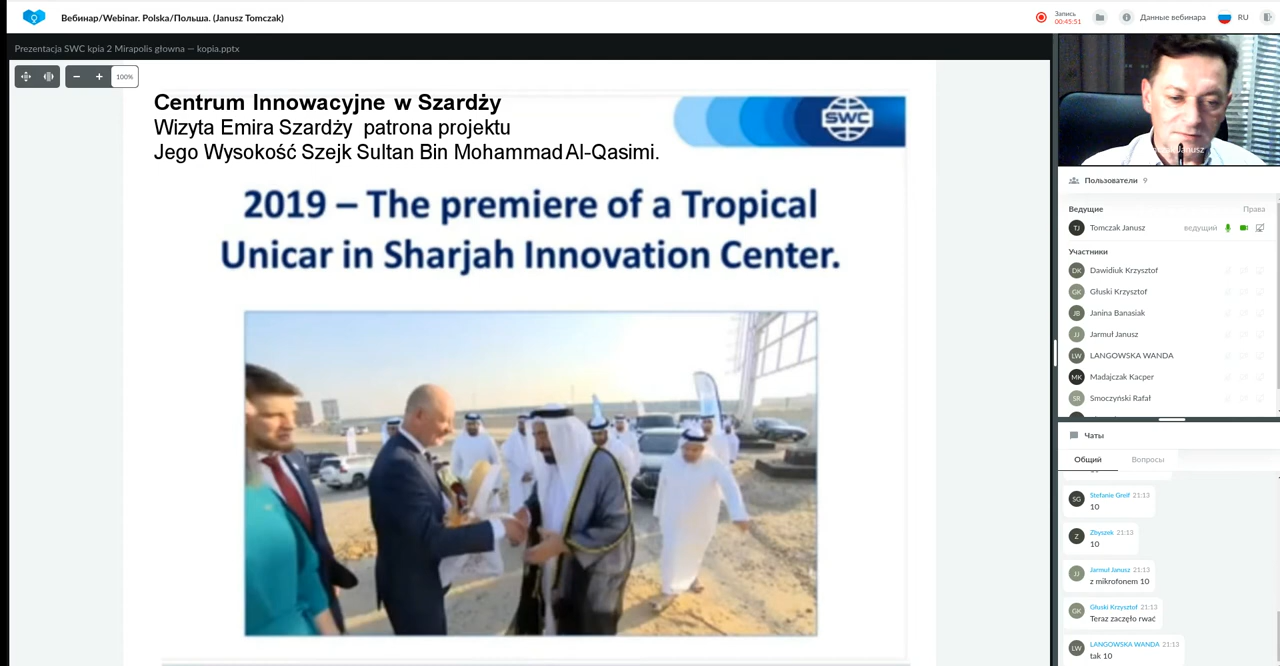 Вебинар/Webinar. Polska/Польша. (Janusz Tomczak)
Запись
00:45:51
Данные вебинара
RU
Prezentacja SWC kpia 2 Mirapolis głowna — kopia.pptx
100%
Centrum Innowacyjne w Szardży
Wizyta Emira Szardży patrona projektu
Jego Wysokość Szejk Sultan Bin Mohammad Al-Qasimi.
SWC
2019 – The premiere of a Tropical
Unicar in Sharjah Innovation Center.
Janusz
Пользователи 9
Ведущие
Права
TJ Tomczak Janusz ведущий
Участники
DK Dawidiuk Krzysztof
GK Głuski Krzysztof
JB Janina Banasiak
JJ Jarmuł Janusz
LW LANGOWSKA WANDA
MK Madajczak Kacper
SR Smoczyński Rafał
Чаты
Общий
Вопросы
SG Stefanie Greif 21:13
10
Z Zbyszek 21:13
10
JJ Jarmuł Janusz 21:13
z mikrofonem 10
GK Głuski Krzysztof 21:13
Teraz zaczęło rwać
LW LANGOWSKA WANDA 21:13
tak 10